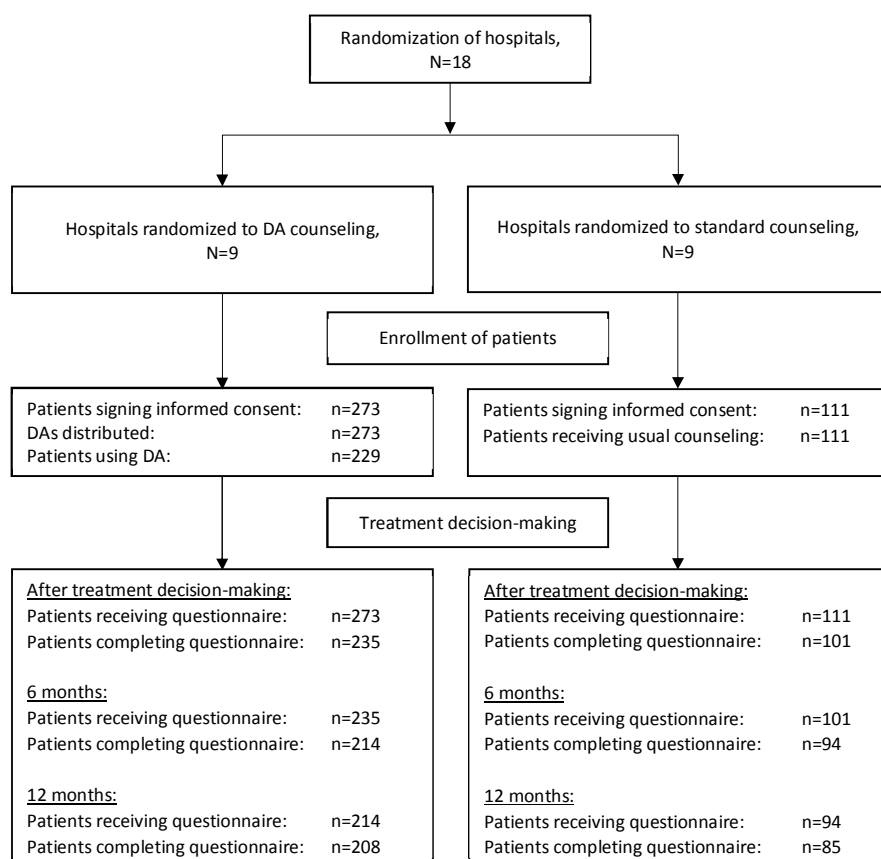 Randomization of hospitals,
N=18
Hospitals randomized to DA counseling,
N=9
Hospitals randomized to standard counseling,
N=9
Enrollment of patients
Patients signing informed consent: n=273
DAs distributed: n=273
Patients using DA: n=229
Patients signing informed consent: n=111
Patients receiving usual counseling: n=111
Treatment decision-making
After treatment decision-making:
Patients receiving questionnaire: n=273
Patients completing questionnaire: n=235
6 months:
Patients receiving questionnaire: n=235
Patients completing questionnaire: n=214
12 months:
Patients receiving questionnaire: n=214
Patients completing questionnaire: n=208
After treatment decision-making:
Patients receiving questionnaire: n=111
Patients completing questionnaire: n=101
6 months:
Patients receiving questionnaire: n=101
Patients completing questionnaire: n=94
12 months:
Patients receiving questionnaire: n=94
Patients completing questionnaire: n=85